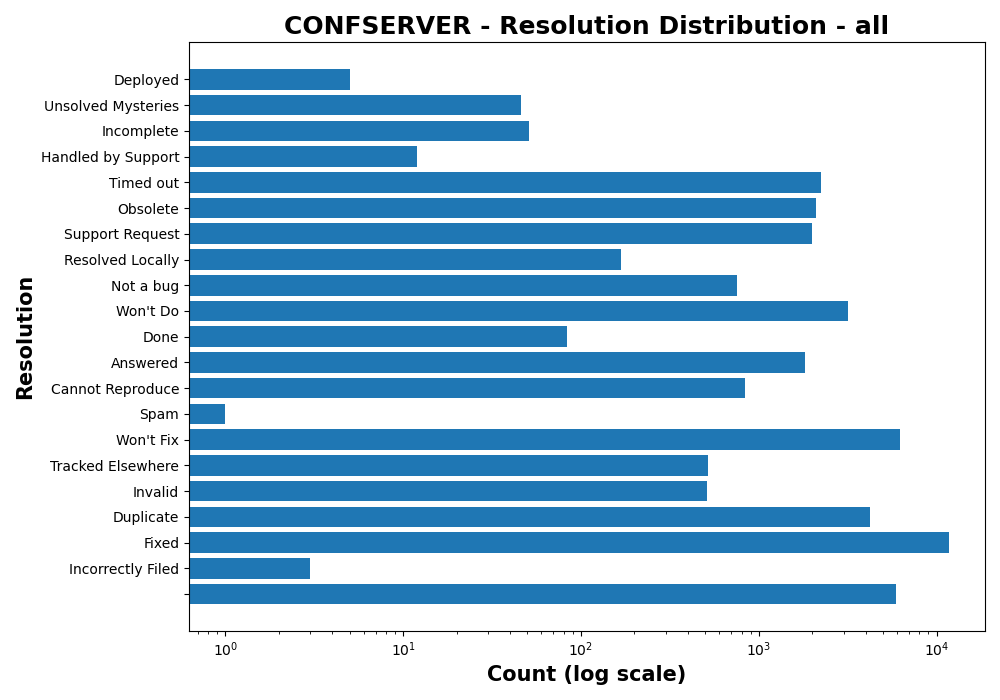 CONFSERVER - Resolution Distribution - all
Deployed
Unsolved Mysteries
Incomplete
Handled by Support
Timed out
Obsolete
Support Request
Resolved Locally
Not a bug
Won't Do
Done
Answered
Cannot Reproduce
Spam
Won't Fix
Tracked Elsewhere
Invalid
Duplicate
Fixed
Incorrectly Filed
Resolution
10⁰ 10¹ 10² 10³ 10⁴
Count (log scale)